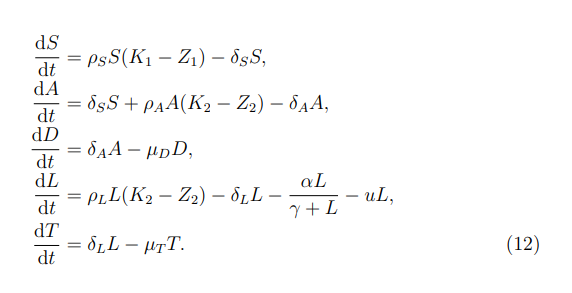 dS/dt = ρ_S S(K_1 − Z_1) − δ_S S,
dA/dt = δ_S S + ρ_A A(K_2 − Z_2) − δ_A A,
dD/dt = δ_A A − μ_D D,
dL/dt = ρ_L L(K_2 − Z_2) − δ_L L − αL/(γ + L) − uL,
dT/dt = δ_L L − μ_T T. (12)